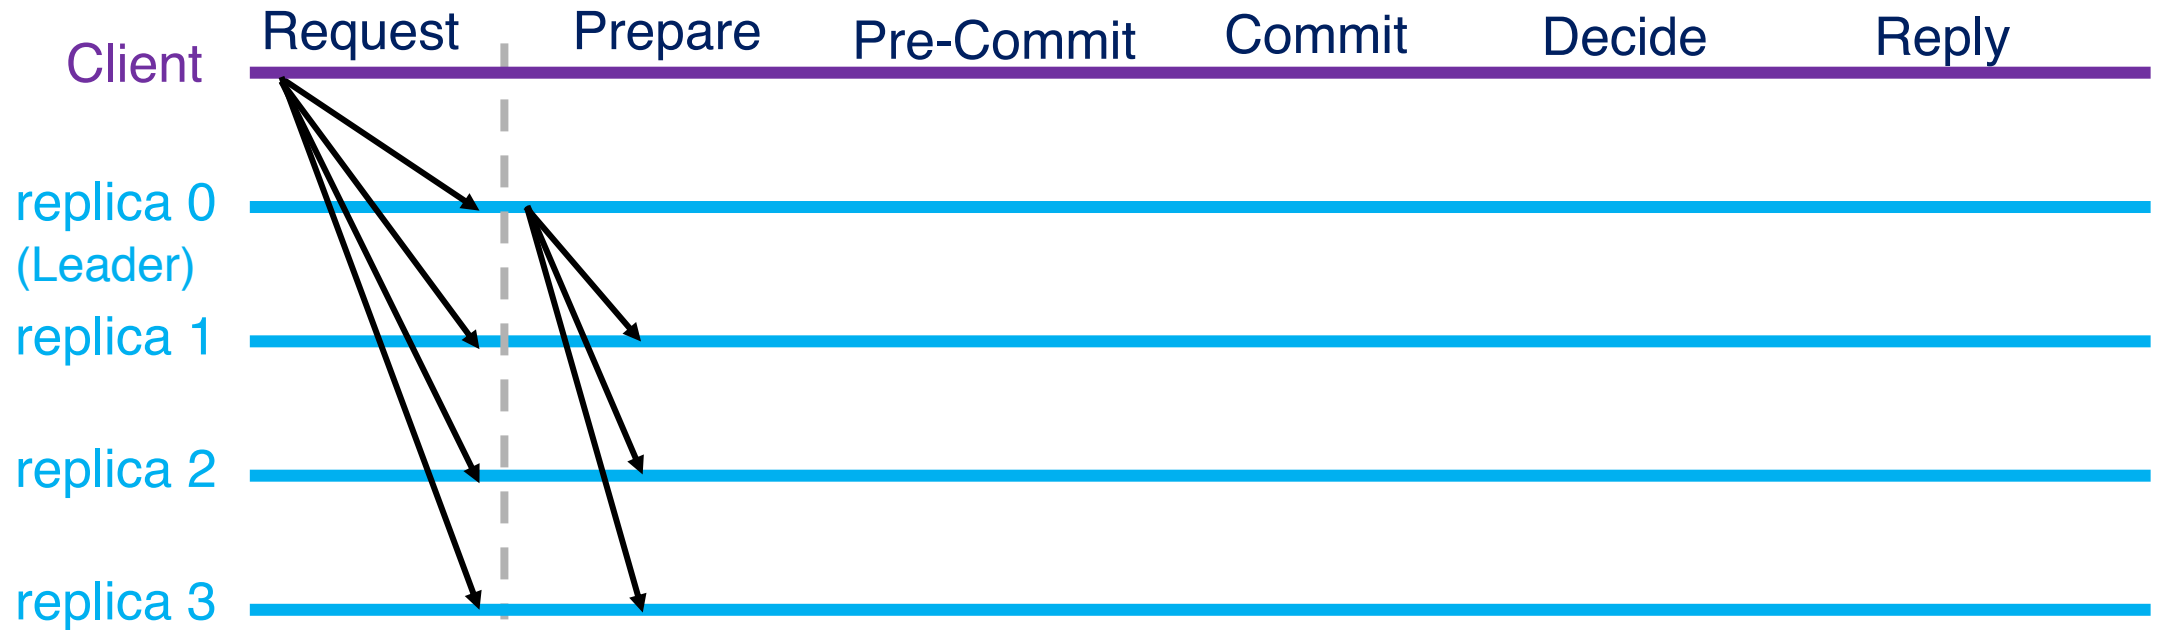 Request Prepare Pre-Commit Commit Decide Reply
Client
replica 0
(Leader)
replica 1
replica 2
replica 3